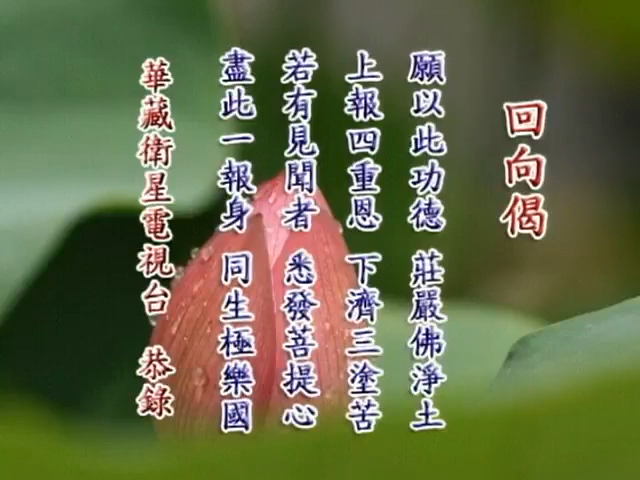 回向偈
願以此功德 莊嚴佛淨土
上報四重恩 下濟三塗苦
若有見聞者 悉發菩提心
盡此一報身 同生極樂國
華藏衛星電視台 恭錄